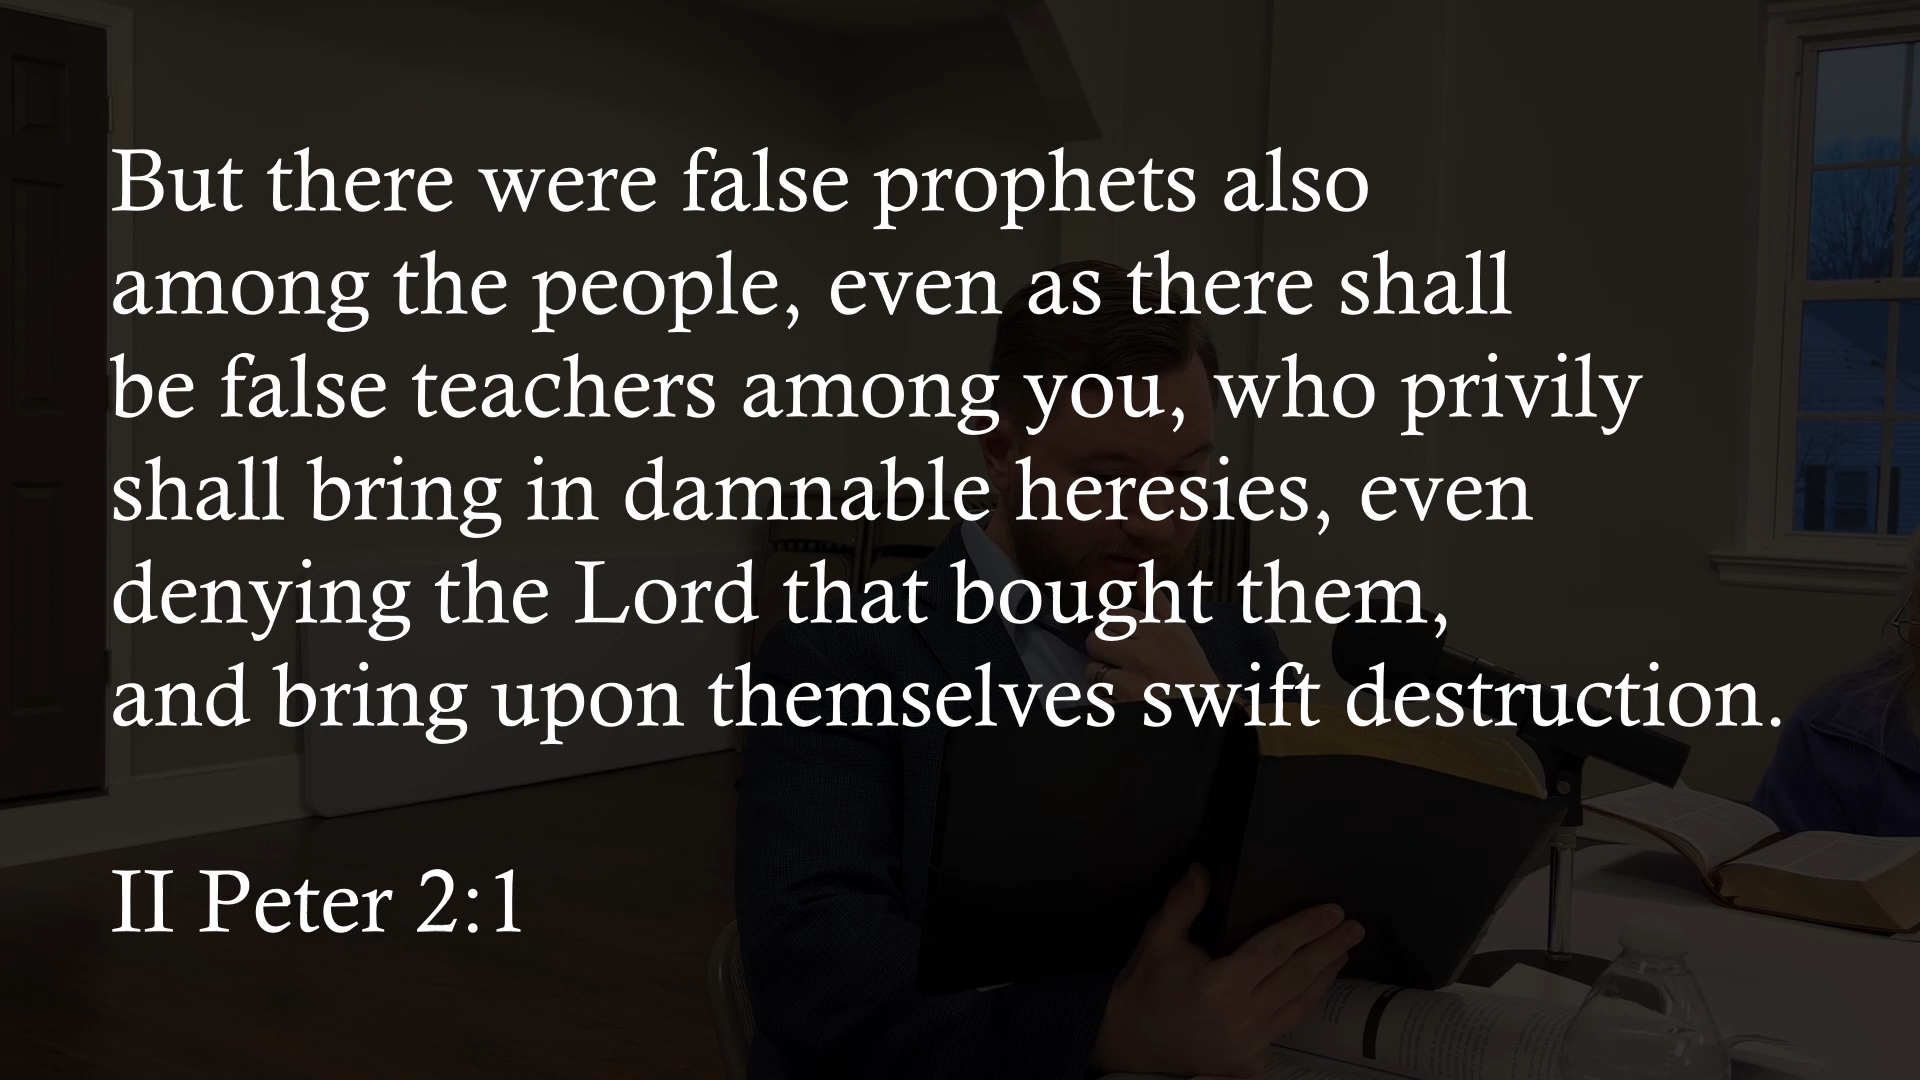 But there were false prophets also
among the people, even as there shall
be false teachers among you, who privily
shall bring in damnable heresies, even
denying the Lord that bought them,
and bring upon themselves swift destruction.
II Peter 2:1